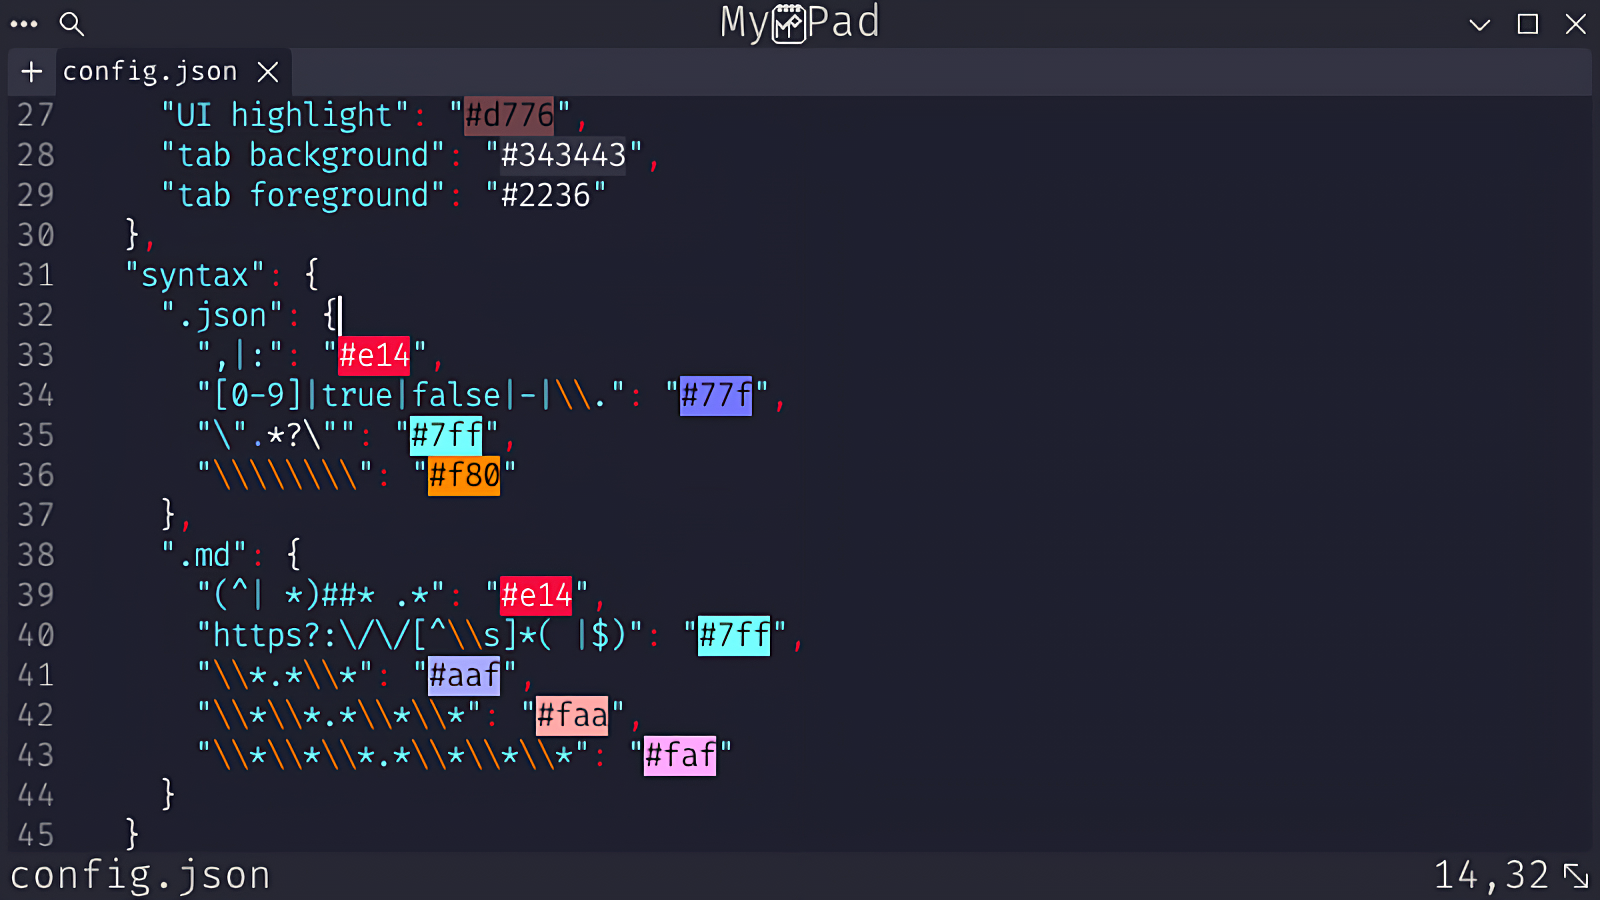 My Pad
config.json
27 "UI highlight": "#d776",
28 "tab background": "#343443",
29 "tab foreground": "#2236"
30 },
31 "syntax": {
32 ".json": {
33 ",|:": "#e14",
34 "[0-9]|true|false|-|\\.": "#77f",
35 "\".*?\"": "#7ff",
36 "\\\\\\\\": "#f80"
37 },
38 ".md": {
39 "(^| *)##* .*": "#e14",
40 "https?:\/\/[^\\s]*( |$)": "#7ff",
41 "\\*.*\\*": "#aaf",
42 "\\*\\*.*\\*\\*": "#faa",
43 "\\*\\*\\*.*\\*\\*\\*": "#faf"
44 }
45 }
config.json 14,32